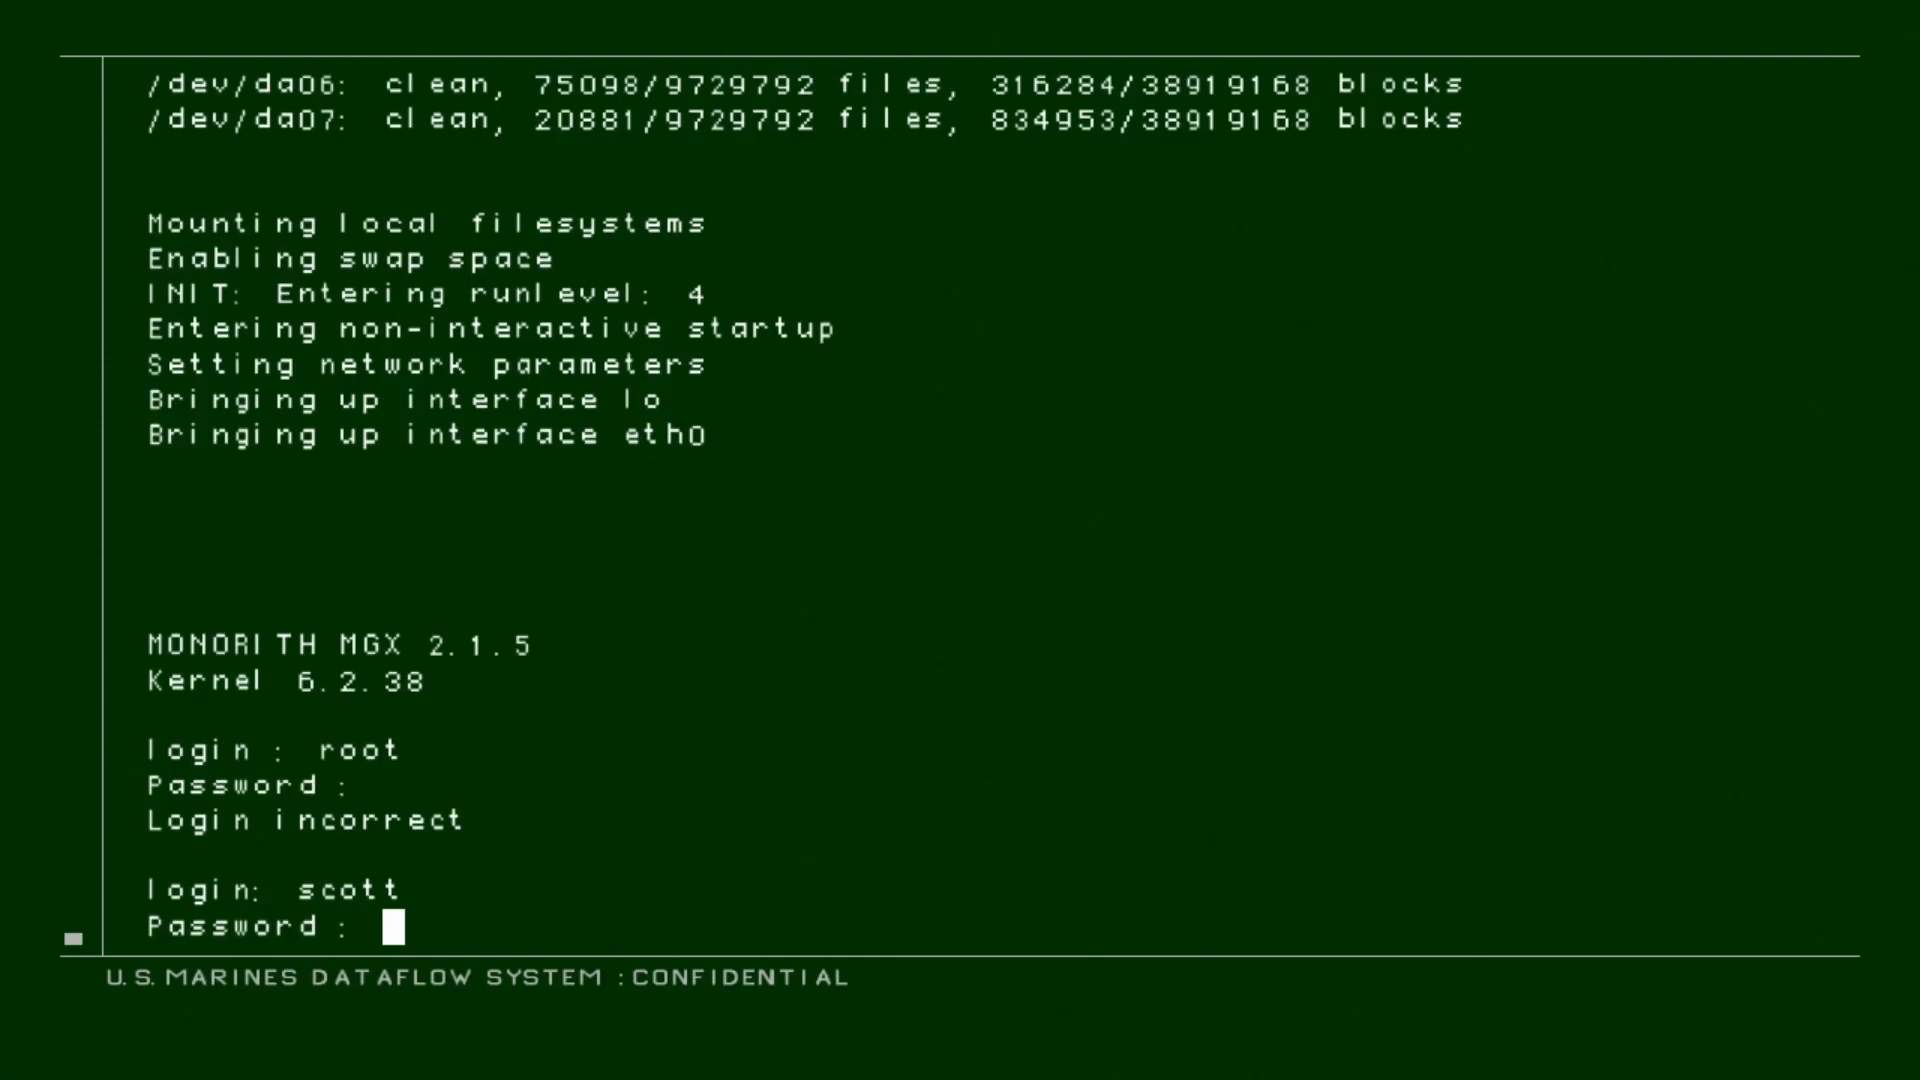 /dev/da06: clean, 75098/9729792 files, 316284/38919168 blocks
/dev/da07: clean, 20881/9729792 files, 834953/38919168 blocks
Mounting local filesystems
Enabling swap space
INIT: Entering runlevel: 4
Entering non-interactive startup
Setting network parameters
Bringing up interface lo
Bringing up interface eth0
MONORITH MGX 2.1.5
Kernel 6.2.38
login : root
Password :
Login incorrect
login: scott
Password :
U.S. MARINES DATAFLOW SYSTEM :CONFIDENTIAL